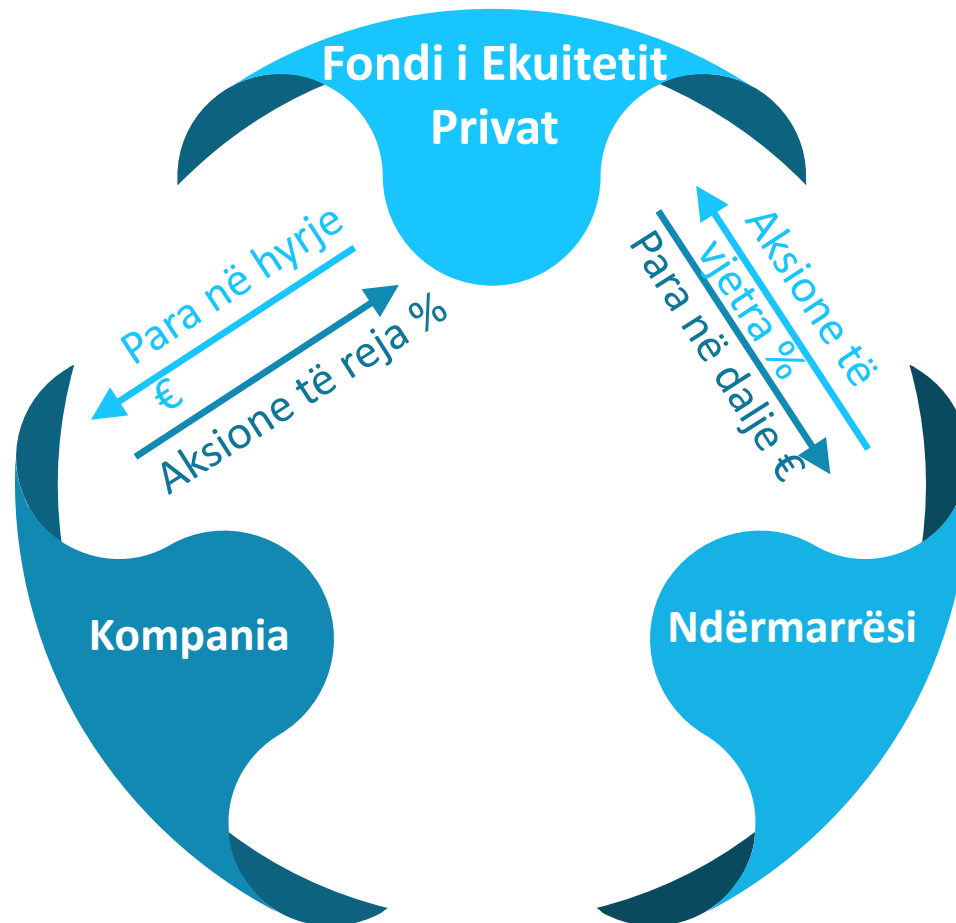 Fondi i Ekuitetit
Privat
Para në hyrje
€
Aksione të reja %
Aksione të
vjetra %
Para në dalje €
Kompania
Ndërmarrësi